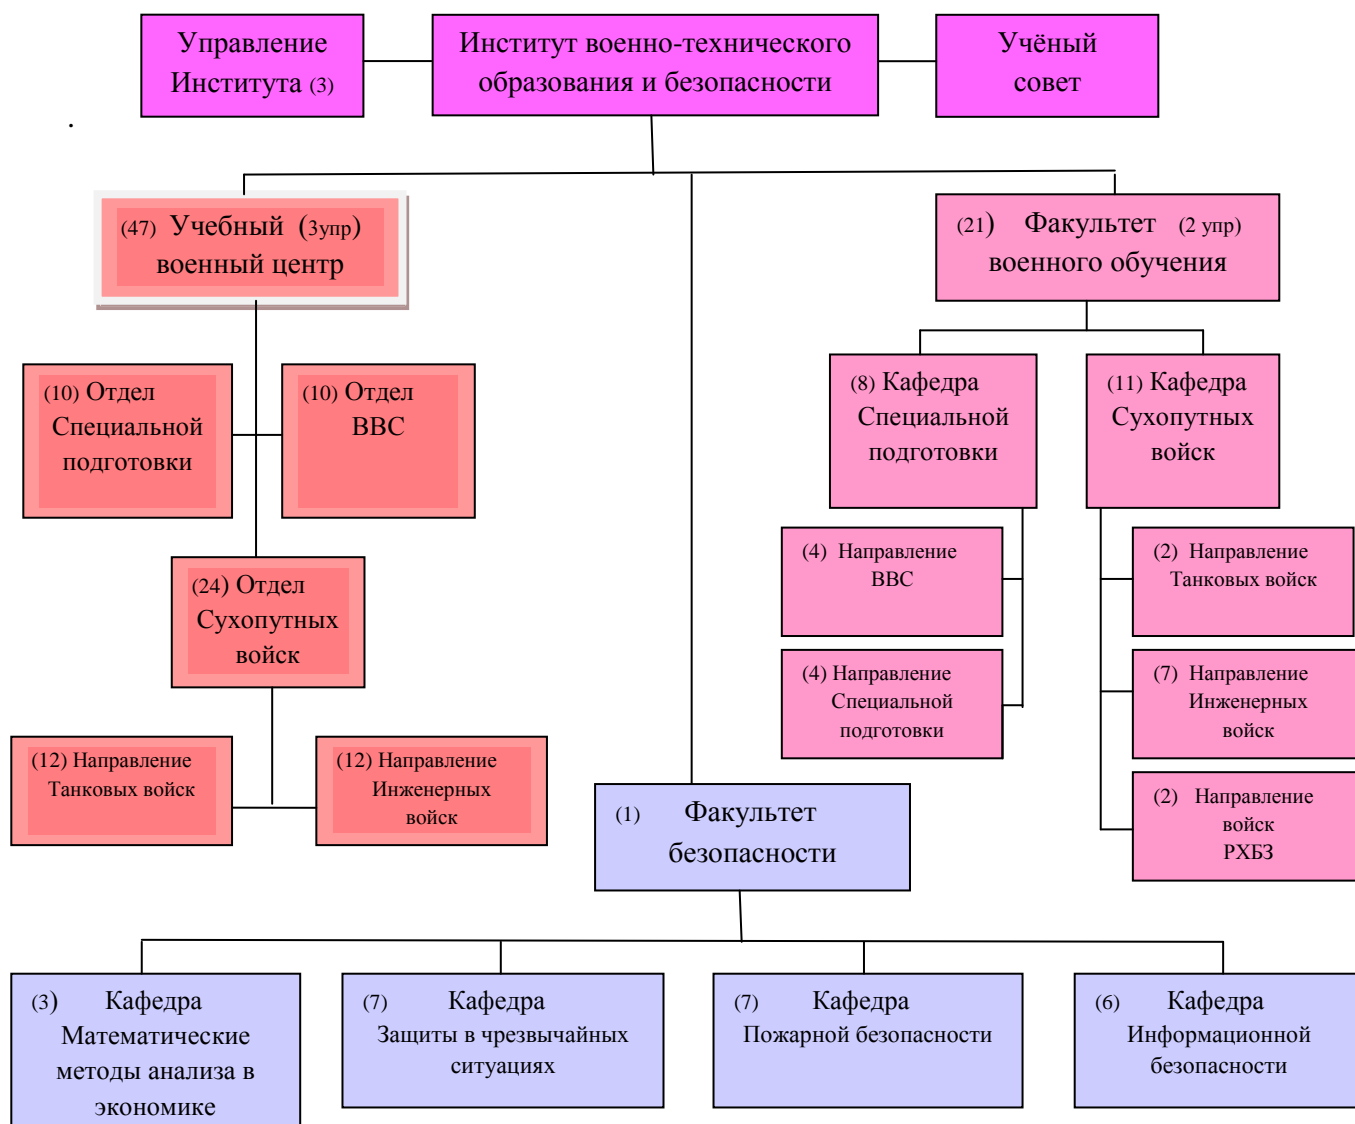 Управление
Института (3)
Институт военно-технического
образования и безопасности
Учёный
совет
.
(47) Учебный (3упр)
военный центр
(21) Факультет (2 упр)
военного обучения
(10) Отдел
Специальной
подготовки
(10) Отдел
ВВС
(8) Кафедра
Специальной
подготовки
(11) Кафедра
Сухопутных
войск
(24) Отдел
Сухопутных
войск
(4) Направление
ВВС
(2) Направление
Танковых войск
(4) Направление
Специальной
подготовки
(7) Направление
Инженерных
войск
(12) Направление
Танковых войск
(12) Направление
Инженерных
войск
(2) Направление
войск
РХБЗ
(1) Факультет
безопасности
(3) Кафедра
Математические
методы анализа в
экономике
(7) Кафедра
Защиты в чрезвычайных
ситуациях
(7) Кафедра
Пожарной безопасности
(6) Кафедра
Информационной
безопасности